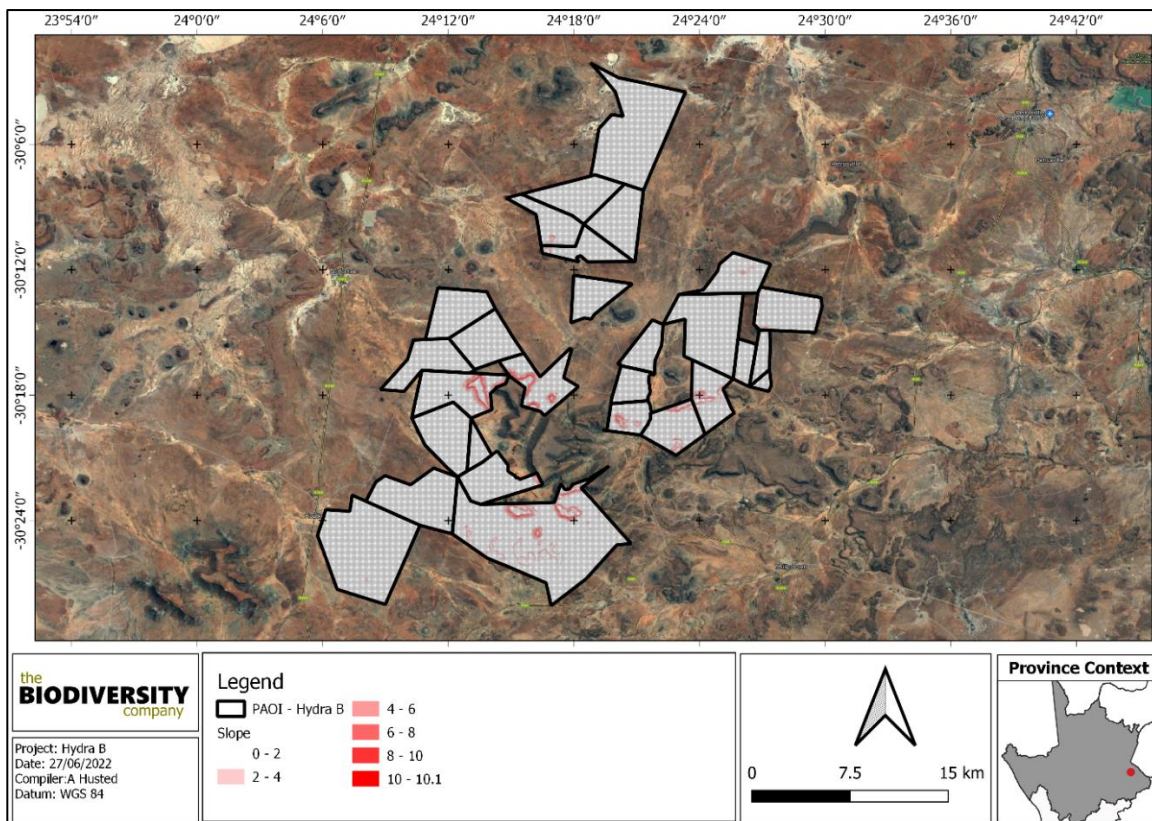 23°54′0″ 24°0′0″ 24°6′0″ 24°12′0″ 24°18′0″ 24°24′0″ 24°30′0″ 24°36′0″ 24°42′0″
-30°6′0″
-30°12′0″
-30°18′0″
-30°24′0″
the
BIODIVERSITY
company
Project: Hydra B
Date: 27/06/2022
Compiler:A Husted
Datum: WGS 84
Legend
PAOI - Hydra B
Slope
0 - 2
2 - 4
4 - 6
6 - 8
8 - 10
10 - 10.1
0 7.5 15 km
Province Context